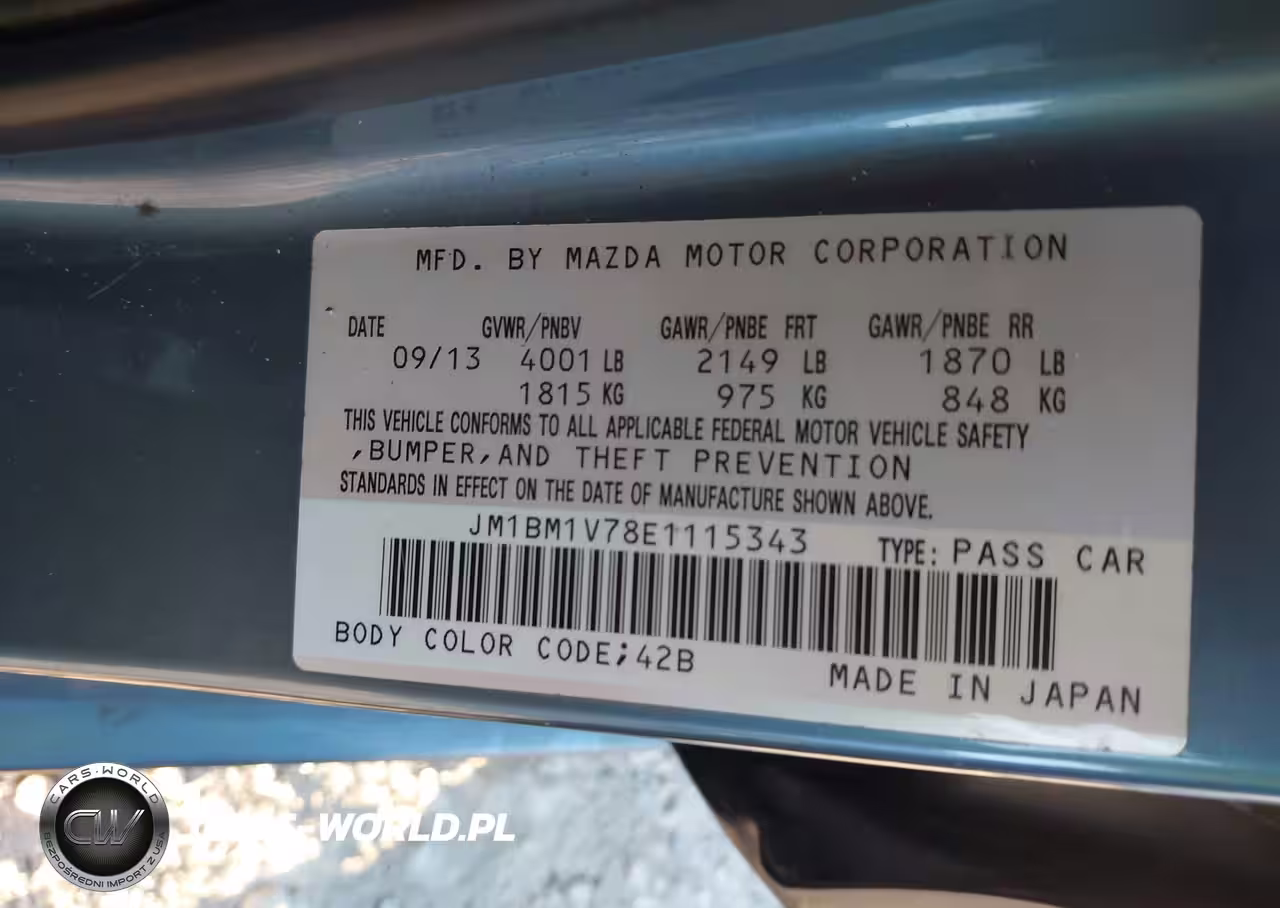 MFD. BY MAZDA MOTOR CORPORATION
DATE GVWR/PNBV GAWR/PNBE FRT GAWR/PNBE RR
09/13 4001 LB 2149 LB 1870 LB
1815 KG 975 KG 848 KG
THIS VEHICLE CONFORMS TO ALL APPLICABLE FEDERAL MOTOR VEHICLE SAFETY
,BUMPER,AND THEFT PREVENTION
STANDARDS IN EFFECT ON THE DATE OF MANUFACTURE SHOWN ABOVE.
JM1BM1V78E1115343 TYPE: PASS CAR
BODY COLOR CODE;42B
MADE IN JAPAN
CARS-WORLD
CW
BEZPOŚREDNI IMPORT Z USA
-WORLD.PL